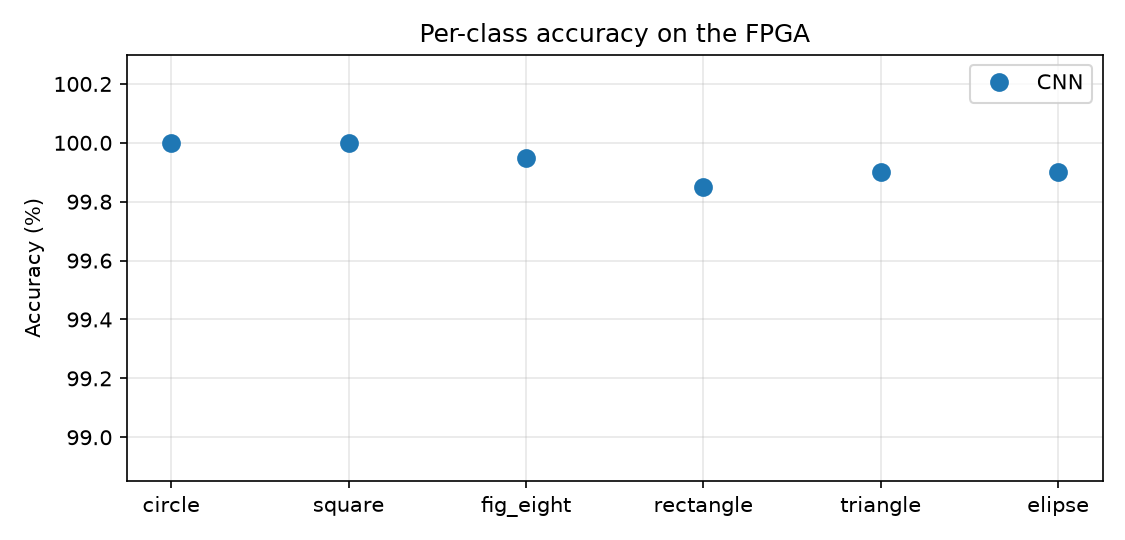 Per-class accuracy on the FPGA
CNN
Accuracy (%)
100.2
100.0
99.8
99.6
99.4
99.2
99.0
circle square fig_eight rectangle triangle elipse